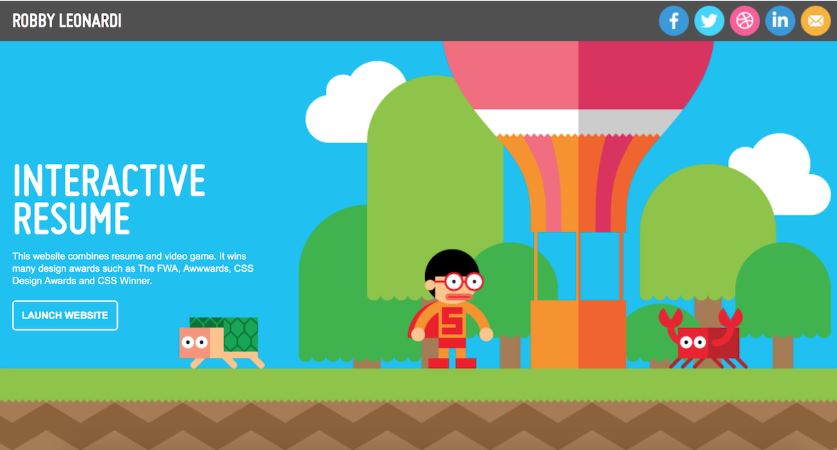 ROBBY LEONARDI
INTERACTIVE
RESUME
This website combines resume and video game. It wins
many design awards such as The FWA, Awwwards, CSS
Design Awards and CSS Winner.
LAUNCH WEBSITE
S